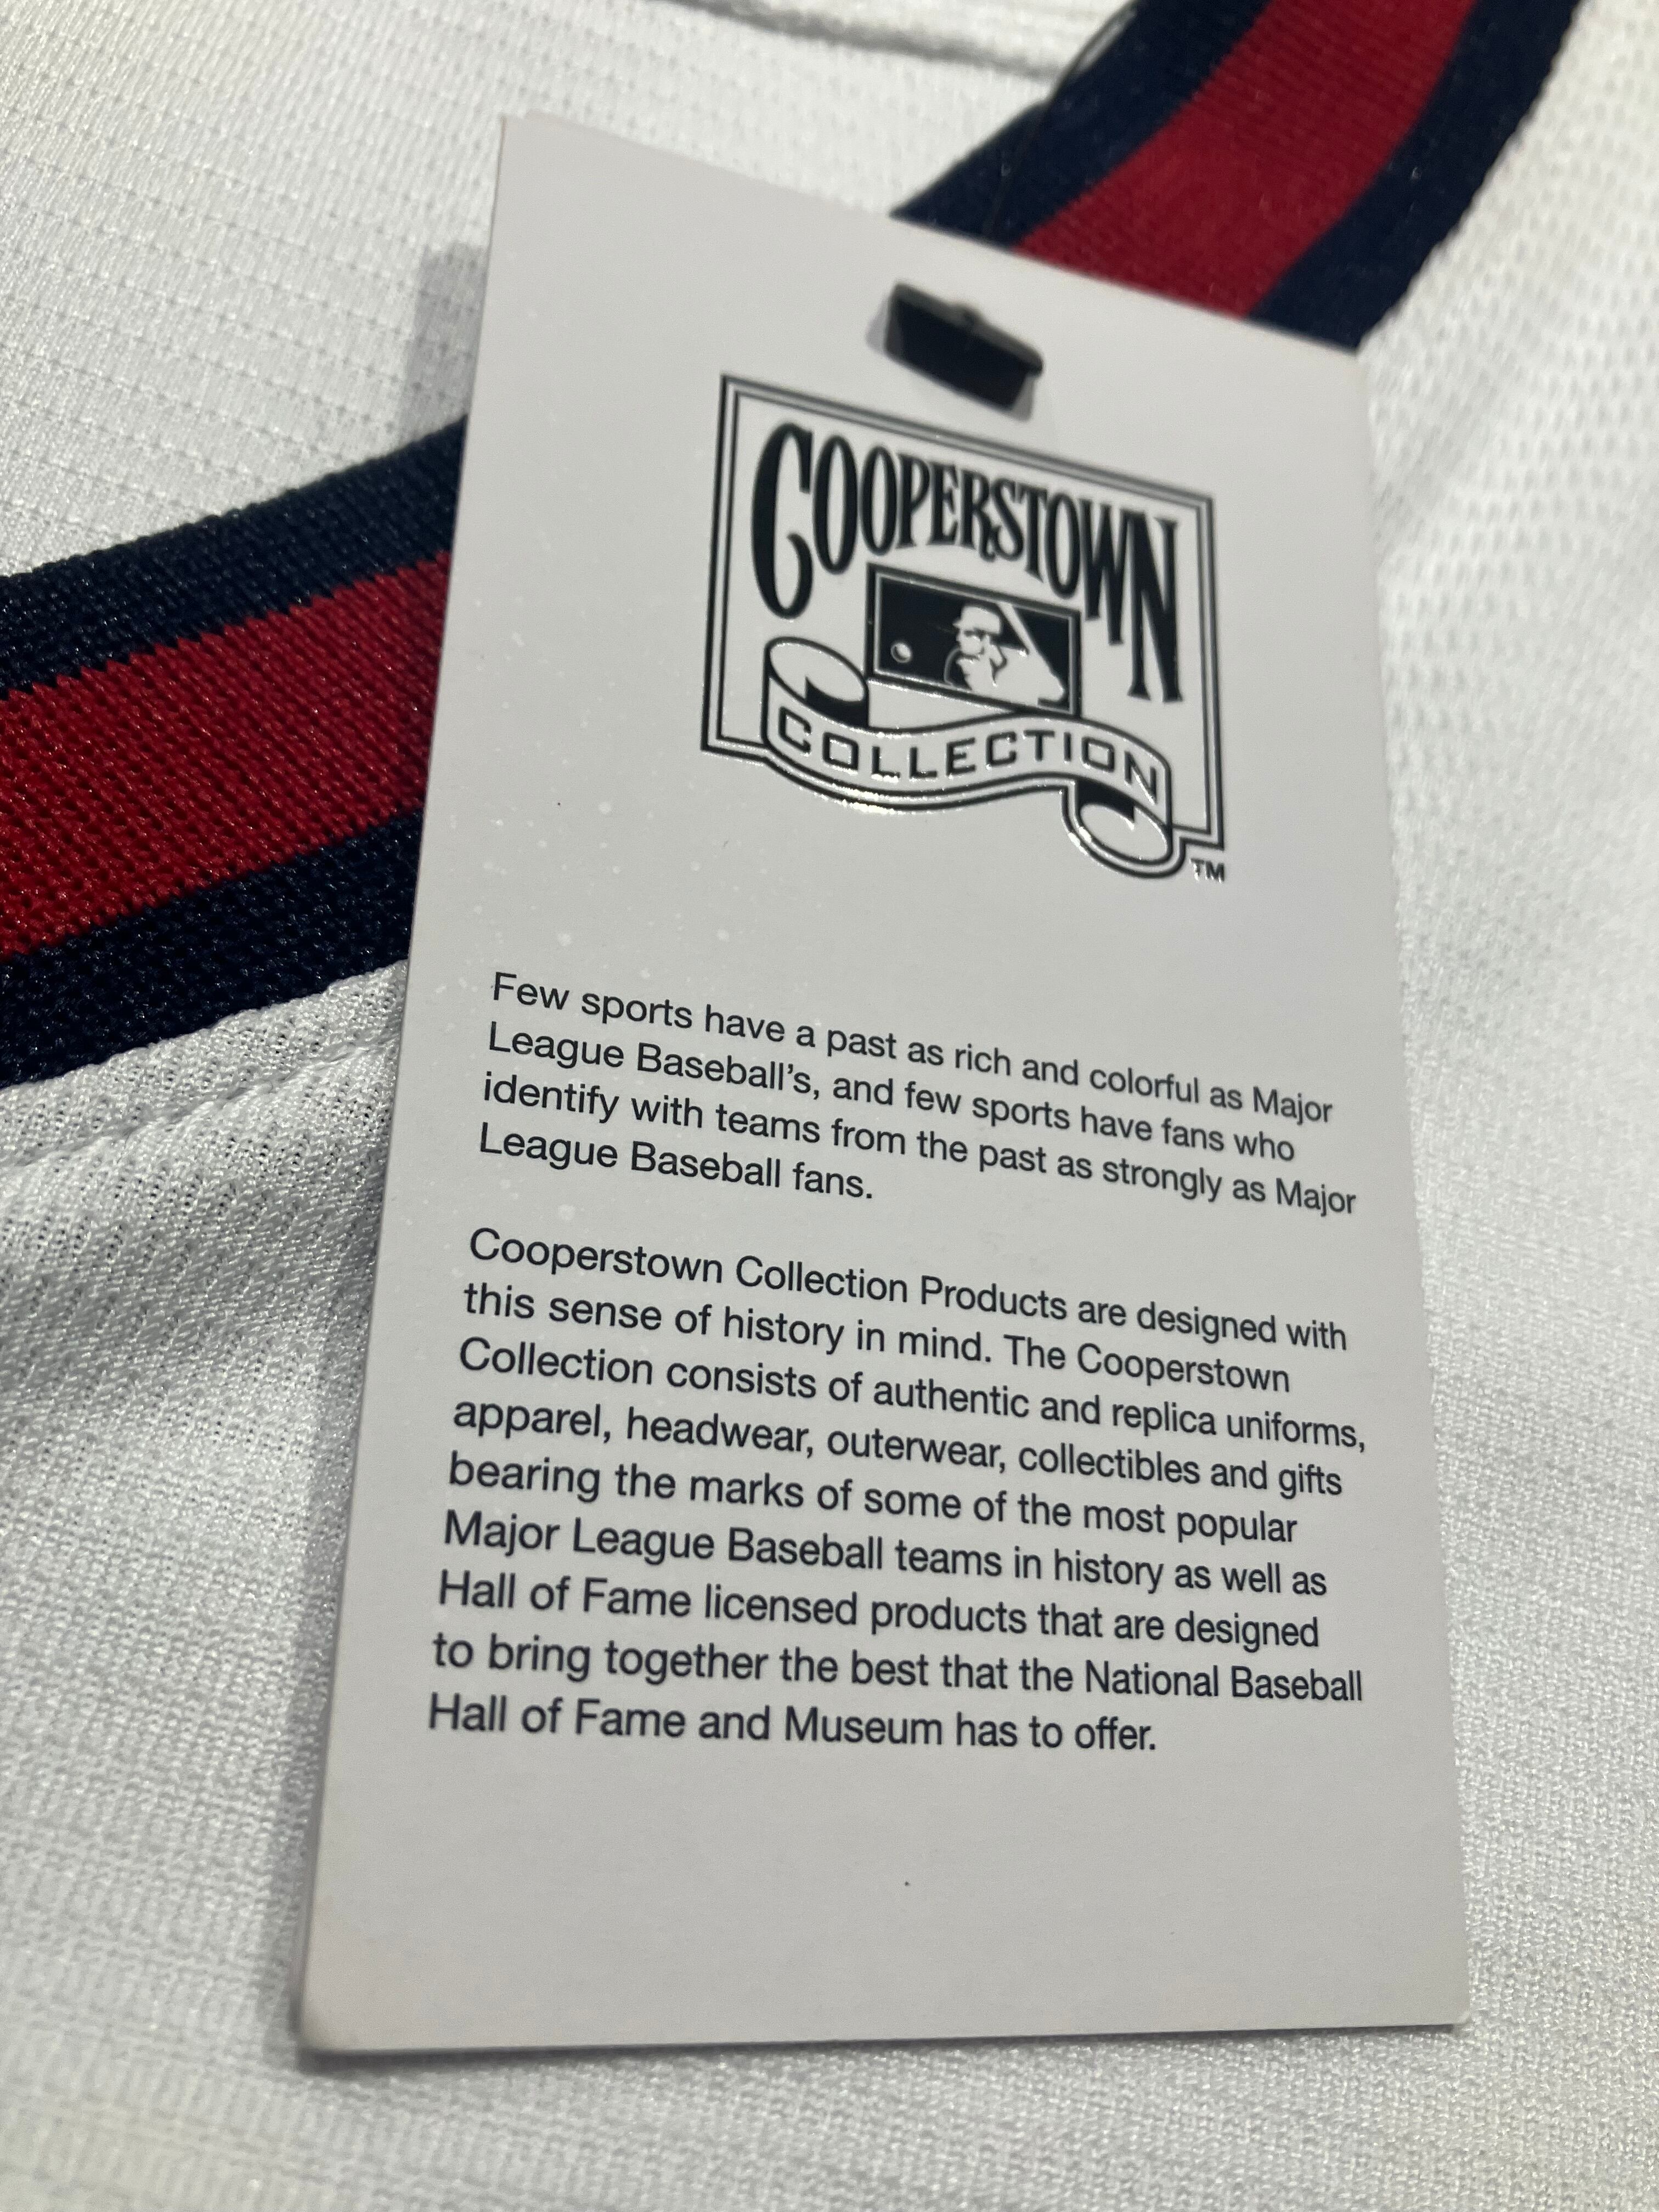 COOPERSTOWN
COLLECTION
TM
Few sports have a past as rich and colorful as Major
League Baseball’s, and few sports have fans who
identify with teams from the past as strongly as Major
League Baseball fans.
Cooperstown Collection Products are designed with
this sense of history in mind. The Cooperstown
Collection consists of authentic and replica uniforms,
apparel, headwear, outerwear, collectibles and gifts
bearing the marks of some of the most popular
Major League Baseball teams in history as well as
Hall of Fame licensed products that are designed
to bring together the best that the National Baseball
Hall of Fame and Museum has to offer.